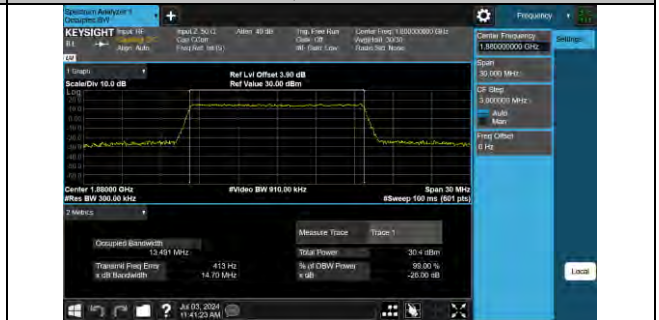 Spectrum Analyzer 1
Occupied BW
Frequency
KEYSIGHT Input: RF
Input Z: 50 Ω
Atten: 40 dB
Trig: Free Run
Center Freq: 1.880000000 GHz
RL
Align: Auto
Freq Ref: Int (S)
Gate: Off
#IF Gain: Low
Radio Std: None
Center Frequency
1.880000000 GHz
Settings
Span
30.000 MHz
CF Step
3.000000 MHz
Auto
Man
Freq Offset
0 Hz
1 Graph
Ref Lvl Offset 3.90 dB
Scale/Div 10.0 dB
Ref Value 30.00 dBm
Log
Center 1.88000 GHz
#Video BW 910.00 kHz
Span 30 MHz
#Res BW 300.00 kHz
#Sweep 100 ms (601 pts)
2 Metrics
Measure Trace
Trace 1
Occupied Bandwidth
13.491 MHz
Total Power
30.4 dBm
Transmit Freq Error
413 Hz
% of OBW Power
99.00 %
x dB Bandwidth
14.70 MHz
x dB
-26.00 dB
Local
Jul 03, 2024
11:41:23 AM